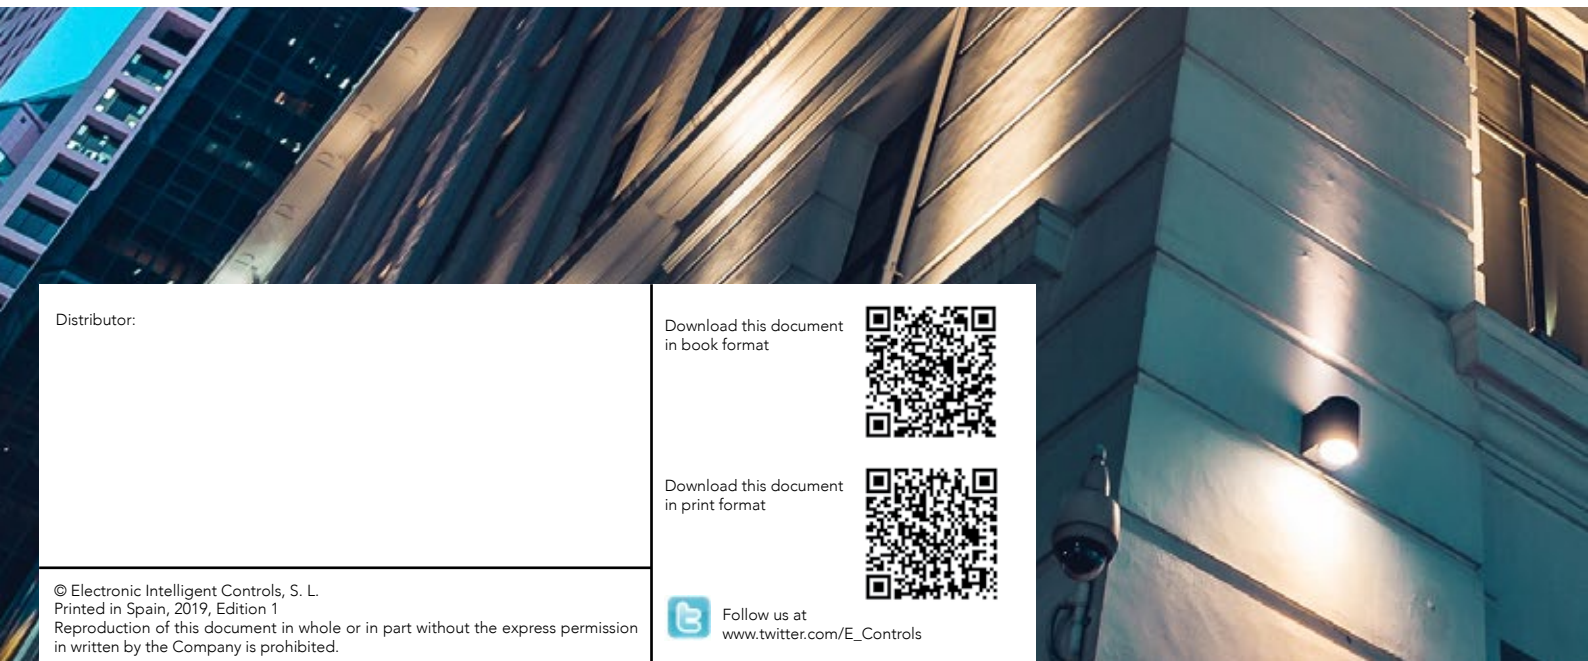 Distributor:
© Electronic Intelligent Controls, S. L.
Printed in Spain, 2019, Edition 1
Reproduction of this document in whole or in part without the express permission
in written by the Company is prohibited.
Download this document
in book format
Download this document
in print format
Follow us at
www.twitter.com/E_Controls